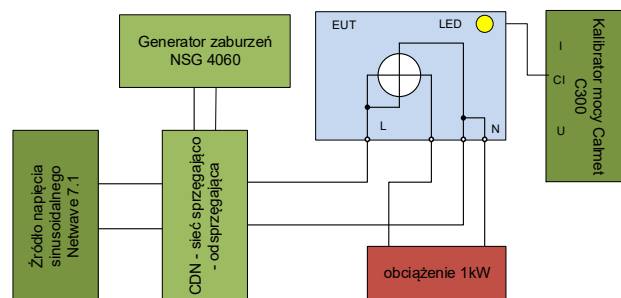 Generator zaburzeń
NSG 4060
EUT
LED
L
N
I
CI
U
Kalibrator mocy Calmet
C300
Źródło napięcia
sinusoidalnego
Netwave 7.1
CDN - sieć sprzęgająco
- odsprzęgająca
obciążenie 1kW